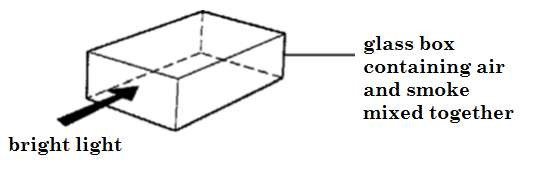 glass box
containing air
and smoke
mixed together
bright light